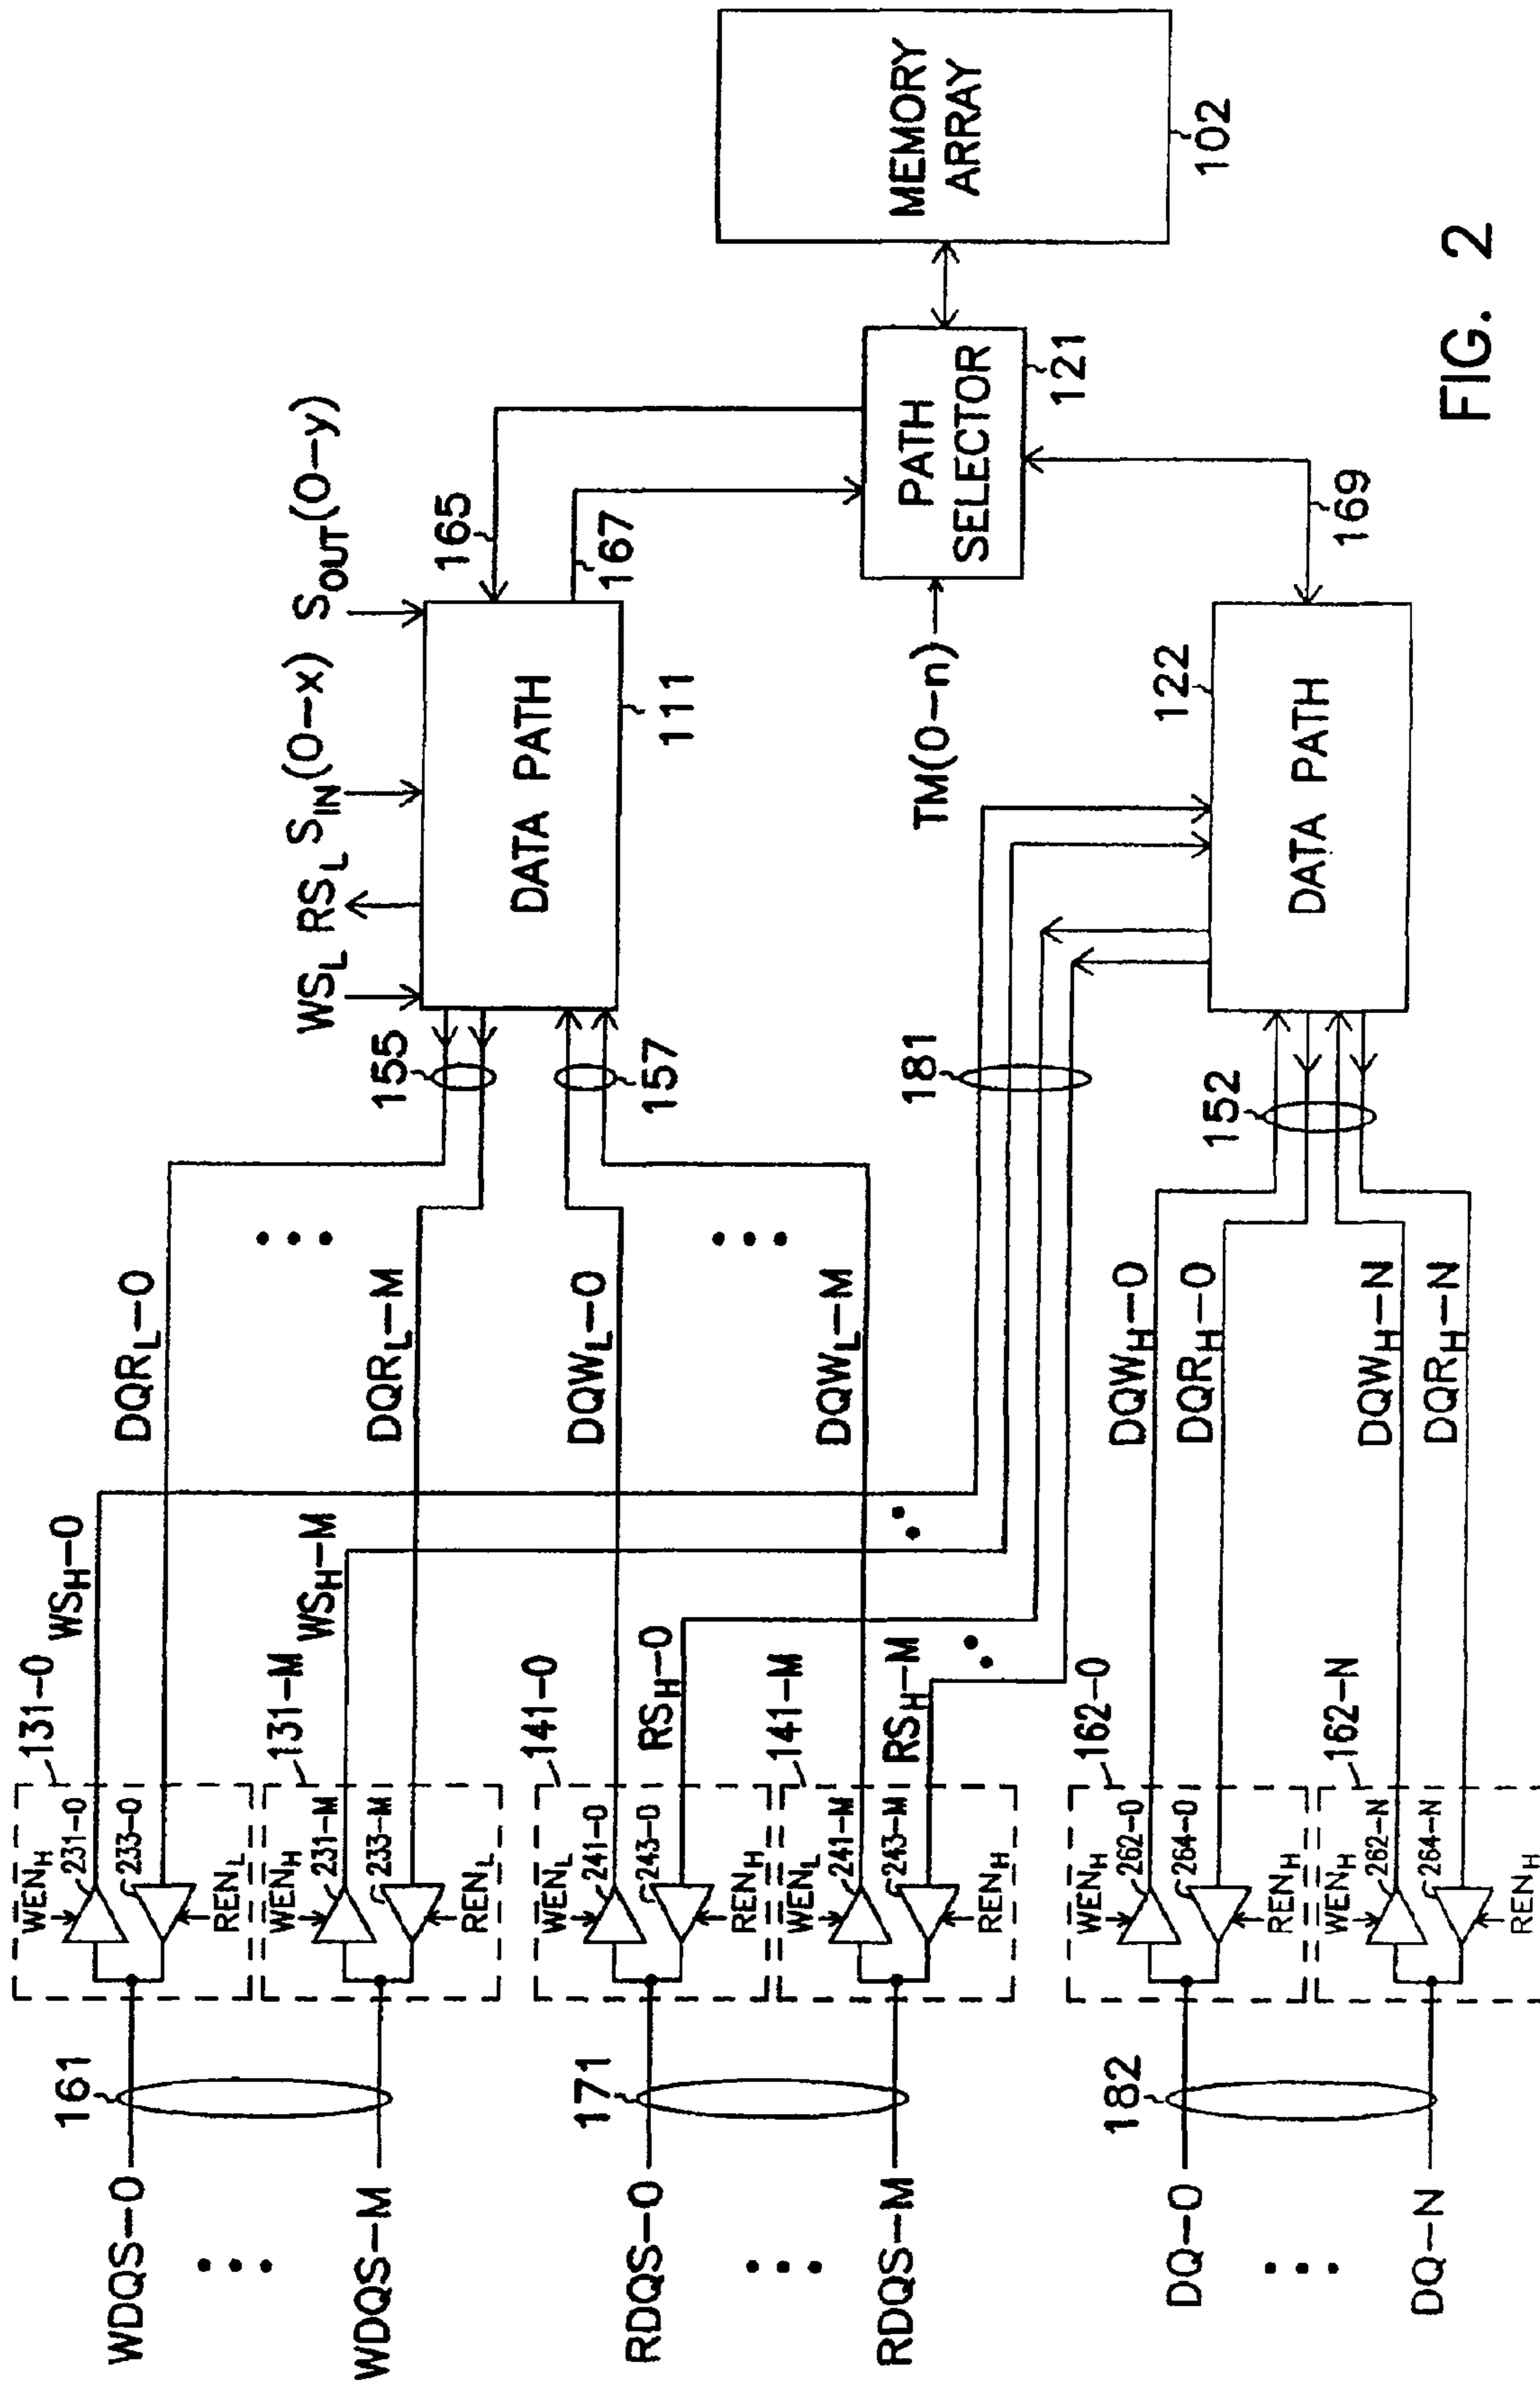 WDQS-0
WDQS-M
RDQS-0
RDQS-M
DQ-0
DQ-N
161
171
182
131-0
WEN_H
231-0
233-0
REN_L
131-M
WEN_H
231-M
233-M
REN_L
141-0
WEN_L
241-0
243-0
REN_H
141-M
WEN_L
241-M
243-M
REN_H
162-0
WEN_H
262-0
264-0
REN_H
162-N
WEN_H
262-N
264-N
REN_H
WS_H-0
DQR_L-0
WS_H-M
DQR_L-M
DQW_L-0
RS_H-0
DQW_L-M
RS_H-M
DQW_H-0
DQR_H-0
DQW_H-N
DQR_H-N
155
157
181
152
WS_L
RS_L
S_IN(0-x)
S_OUT(0-y)
DATA PATH
111
165
167
TM(0-n)
PATH
SELECTOR
121
DATA PATH
122
169
MEMORY
ARRAY
102
FIG. 2